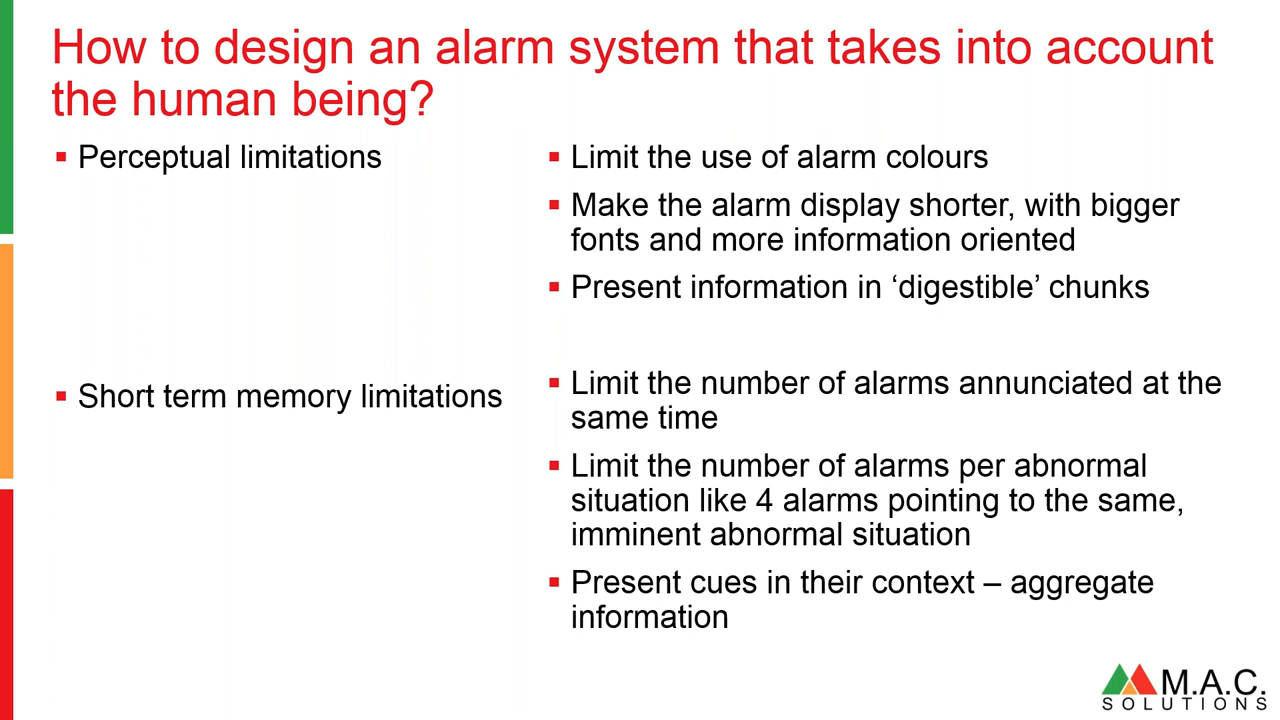 How to design an alarm system that takes into account
the human being?
▪ Perceptual limitations
▪ Limit the use of alarm colours
▪ Make the alarm display shorter, with bigger
fonts and more information oriented
▪ Present information in ‘digestible’ chunks
▪ Short term memory limitations
▪ Limit the number of alarms annunciated at the
same time
▪ Limit the number of alarms per abnormal
situation like 4 alarms pointing to the same,
imminent abnormal situation
▪ Present cues in their context – aggregate
information
M.A.C.
SOLUTIONS